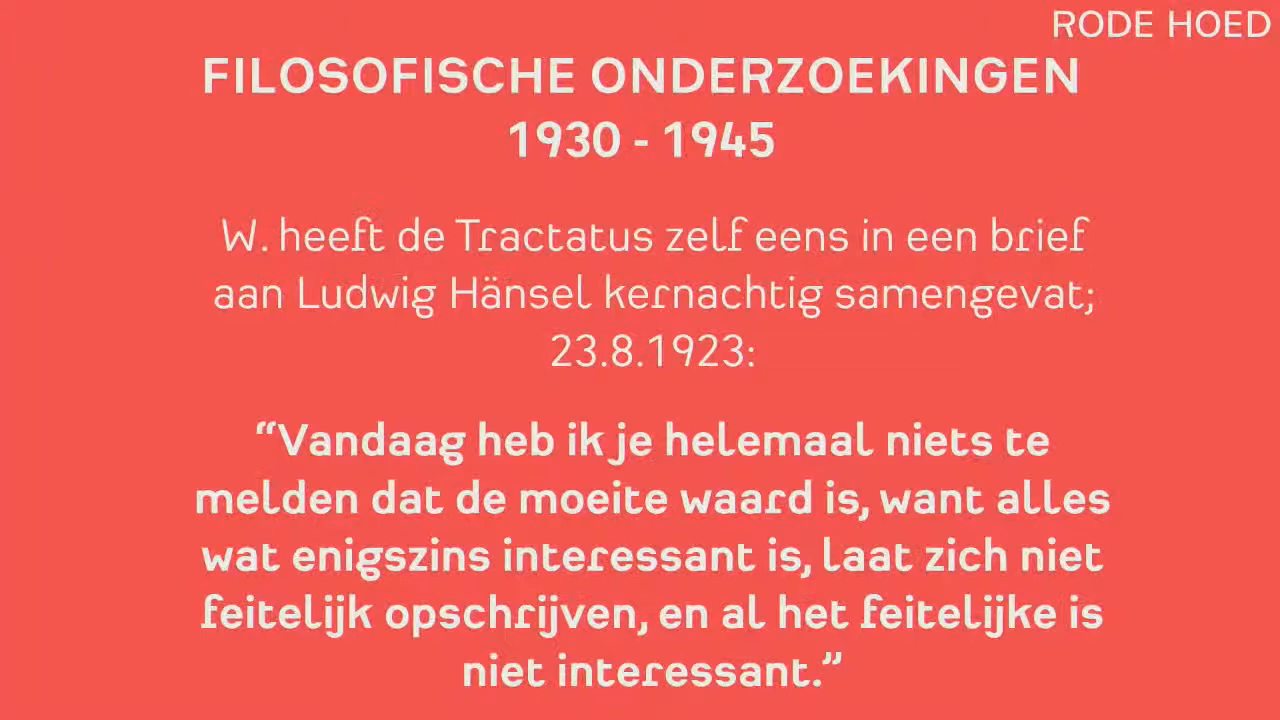 RODE HOED
FILOSOFISCHE ONDERZOEKINGEN
1930 - 1945
W. heeft de Tractatus zelf eens in een brief
aan Ludwig Hänsel kernachtig samengevat;
23.8.1923:
“Vandaag heb ik je helemaal niets te
melden dat de moeite waard is, want alles
wat enigszins interessant is, laat zich niet
feitelijk opschrijven, en al het feitelijke is
niet interessant.”